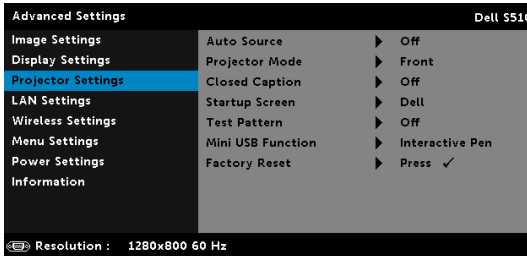 Advanced Settings Dell S510
Image Settings
Display Settings
Projector Settings
LAN Settings
Wireless Settings
Menu Settings
Power Settings
Information
Auto Source Off
Projector Mode Front
Closed Caption Off
Startup Screen Dell
Test Pattern Off
Mini USB Function Interactive Pen
Factory Reset Press ✓
Resolution : 1280x800 60 Hz